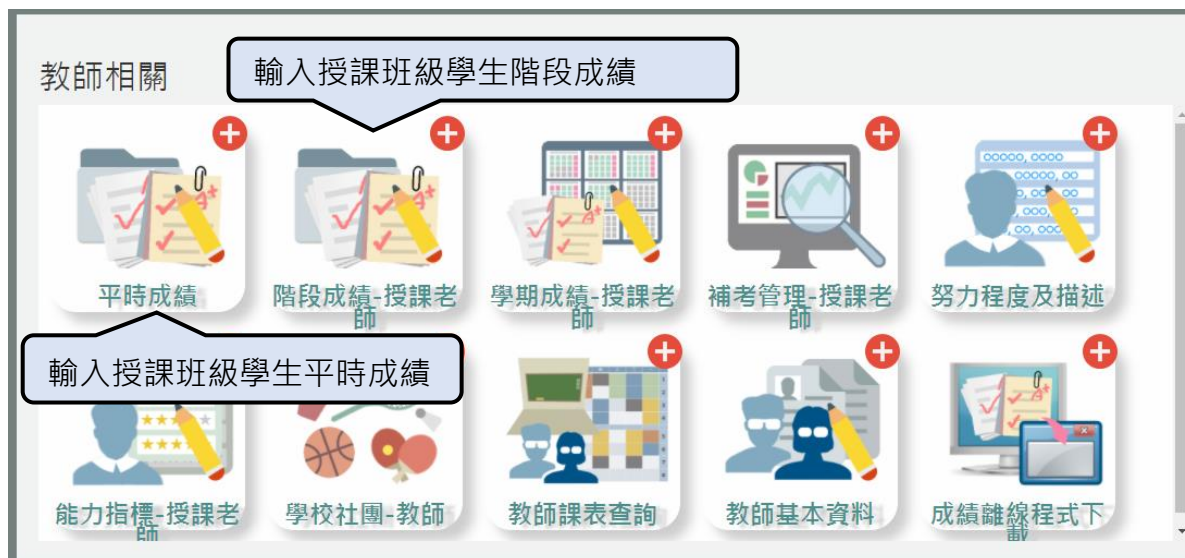 教師相關
輸入授課班級學生階段成績
平時成績
階段成績-授課老
師
學期成績-授課老
師
補考管理-授課老
師
努力程度及描述
輸入授課班級學生平時成績
能力指標-授課老
師
學校社團-教師
教師課表查詢
教師基本資料
成績離線程式下
載